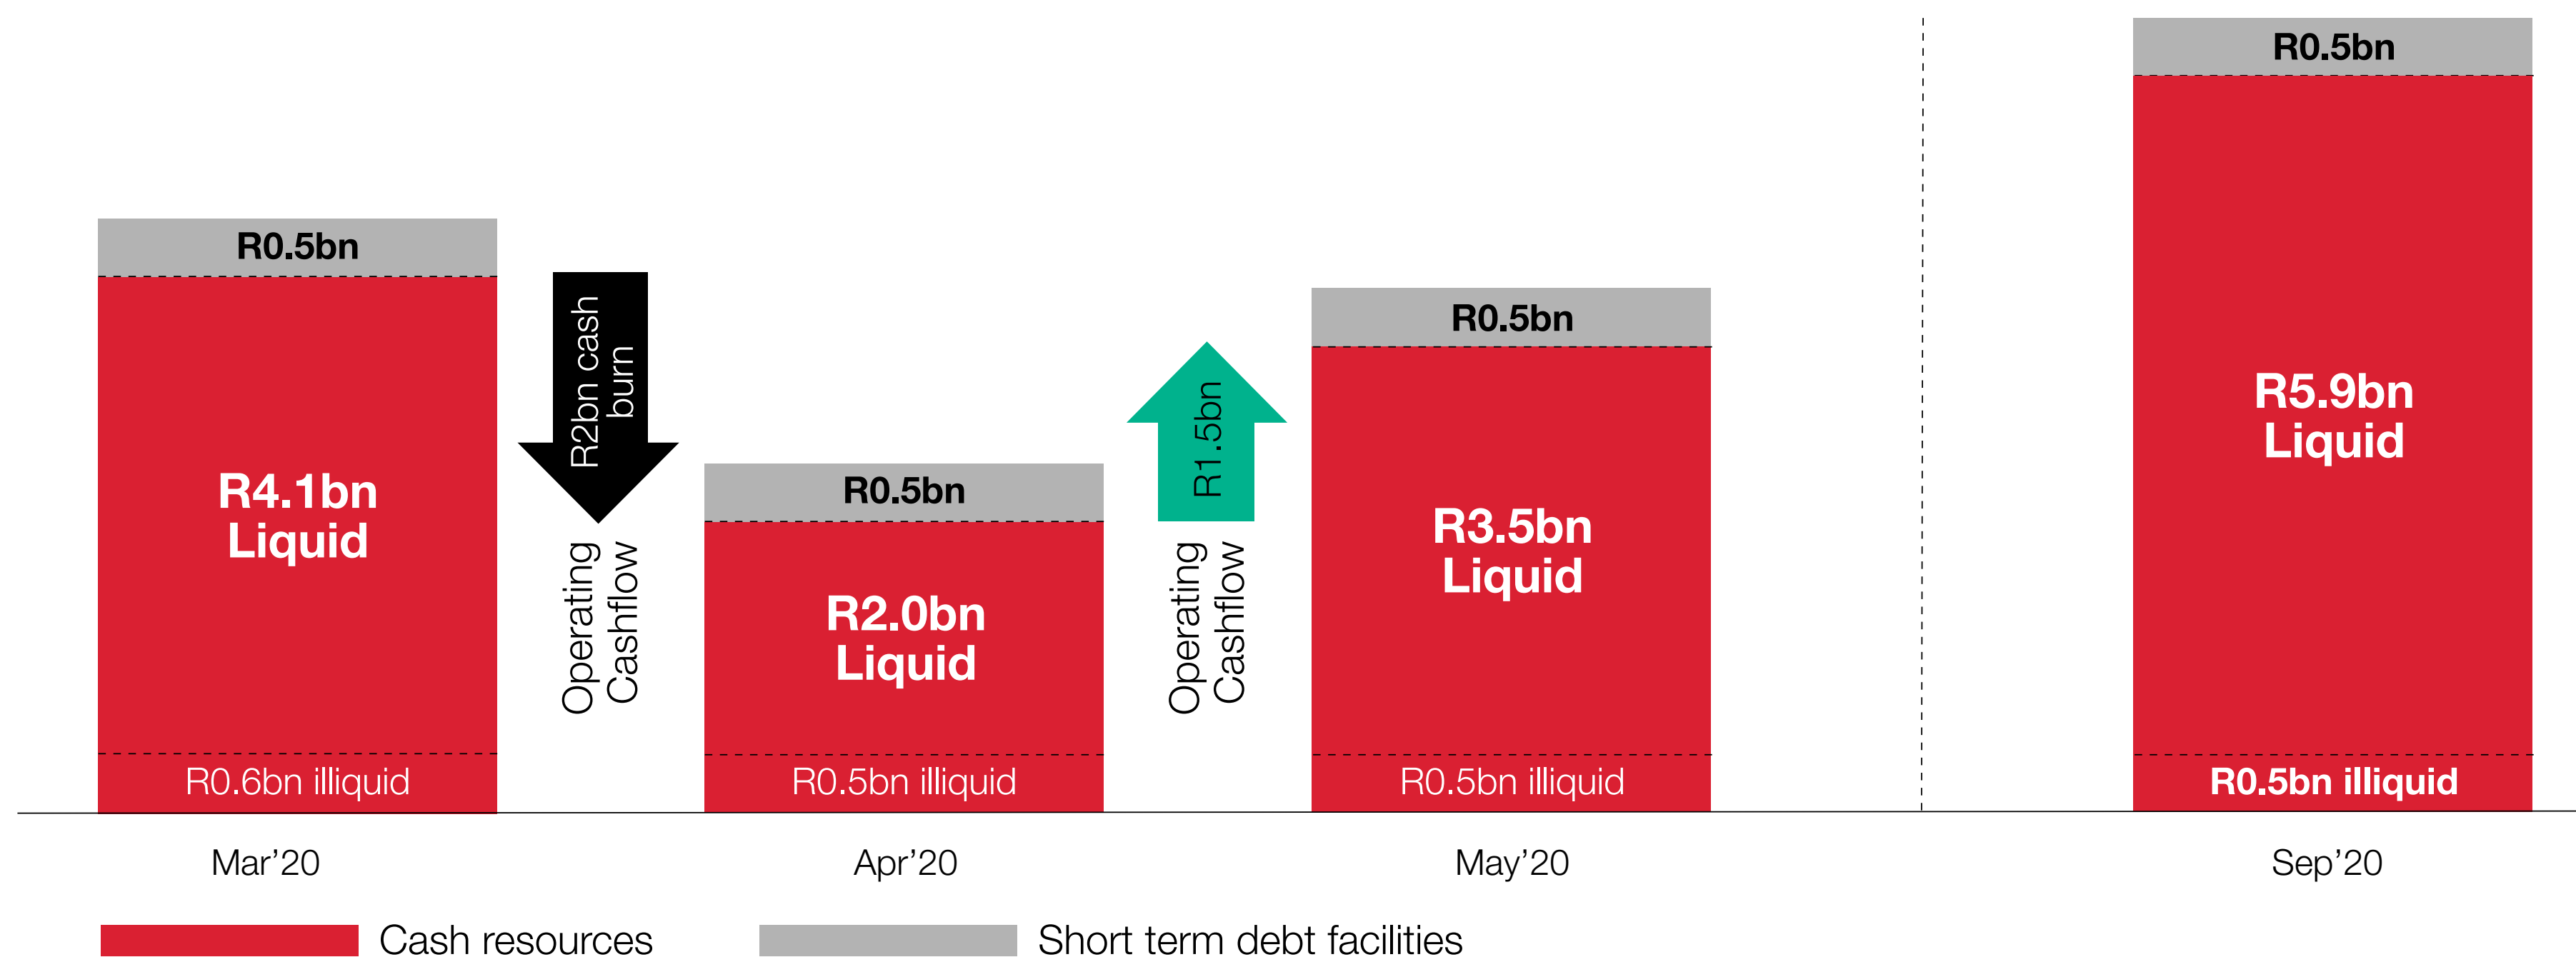 R0.5bn
R4.1bn
Liquid
R0.6bn illiquid
R2bn cash
burn
Operating
Cashflow
R0.5bn
R2.0bn
Liquid
R0.5bn illiquid
R1.5bn
Operating
Cashflow
R0.5bn
R3.5bn
Liquid
R0.5bn illiquid
R0.5bn
R5.9bn
Liquid
R0.5bn illiquid
Mar’20
Apr’20
May’20
Sep’20
Cash resources
Short term debt facilities